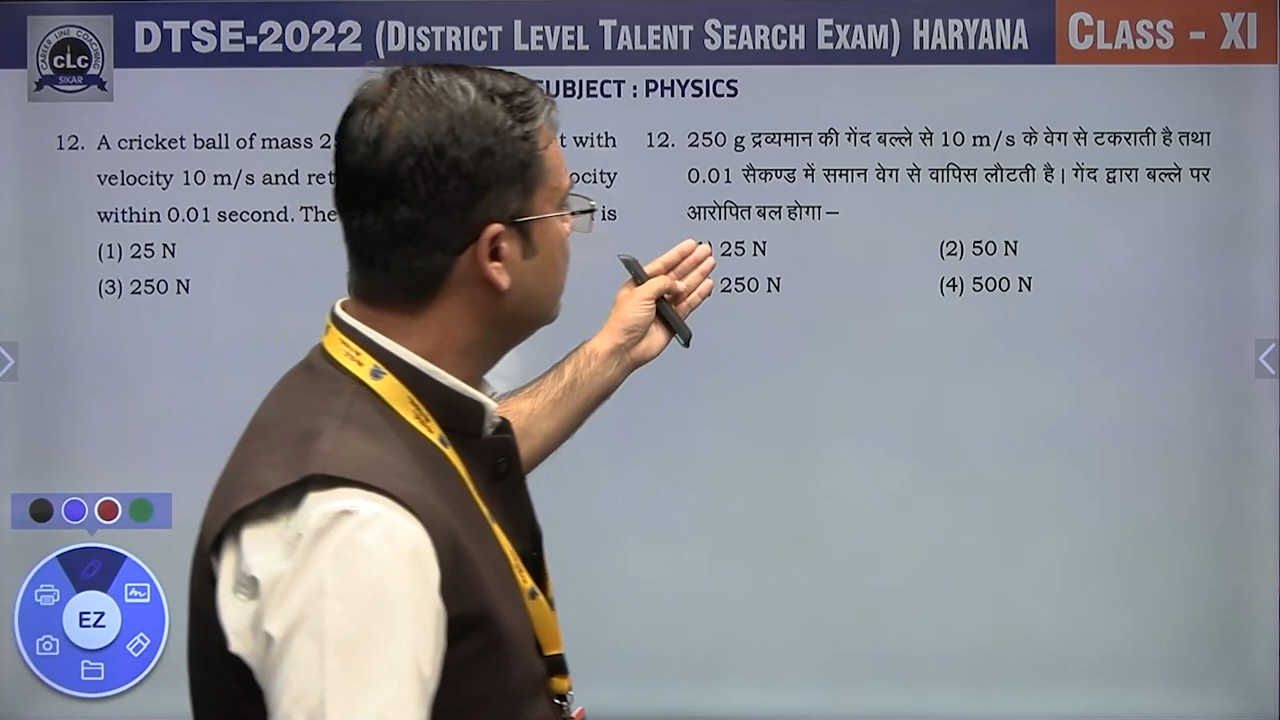 CAREER LINE COACHING
cLc
SIKAR
DTSE-2022 (DISTRICT LEVEL TALENT SEARCH EXAM) HARYANA
CLASS - XI
SUBJECT : PHYSICS
12. A cricket ball of mass with
velocity 10 m/s and
within 0.01 second. The is
(1) 25 N
(3) 250 N
12. 250 g द्रव्यमान की गेंद बल्ले से 10 m/s के वेग से टकराती है तथा
0.01 सैकण्ड में समान वेग से वापिस लौटती है। गेंद द्वारा बल्ले पर
आरोपित बल होगा –
25 N (2) 50 N
250 N (4) 500 N
EZ